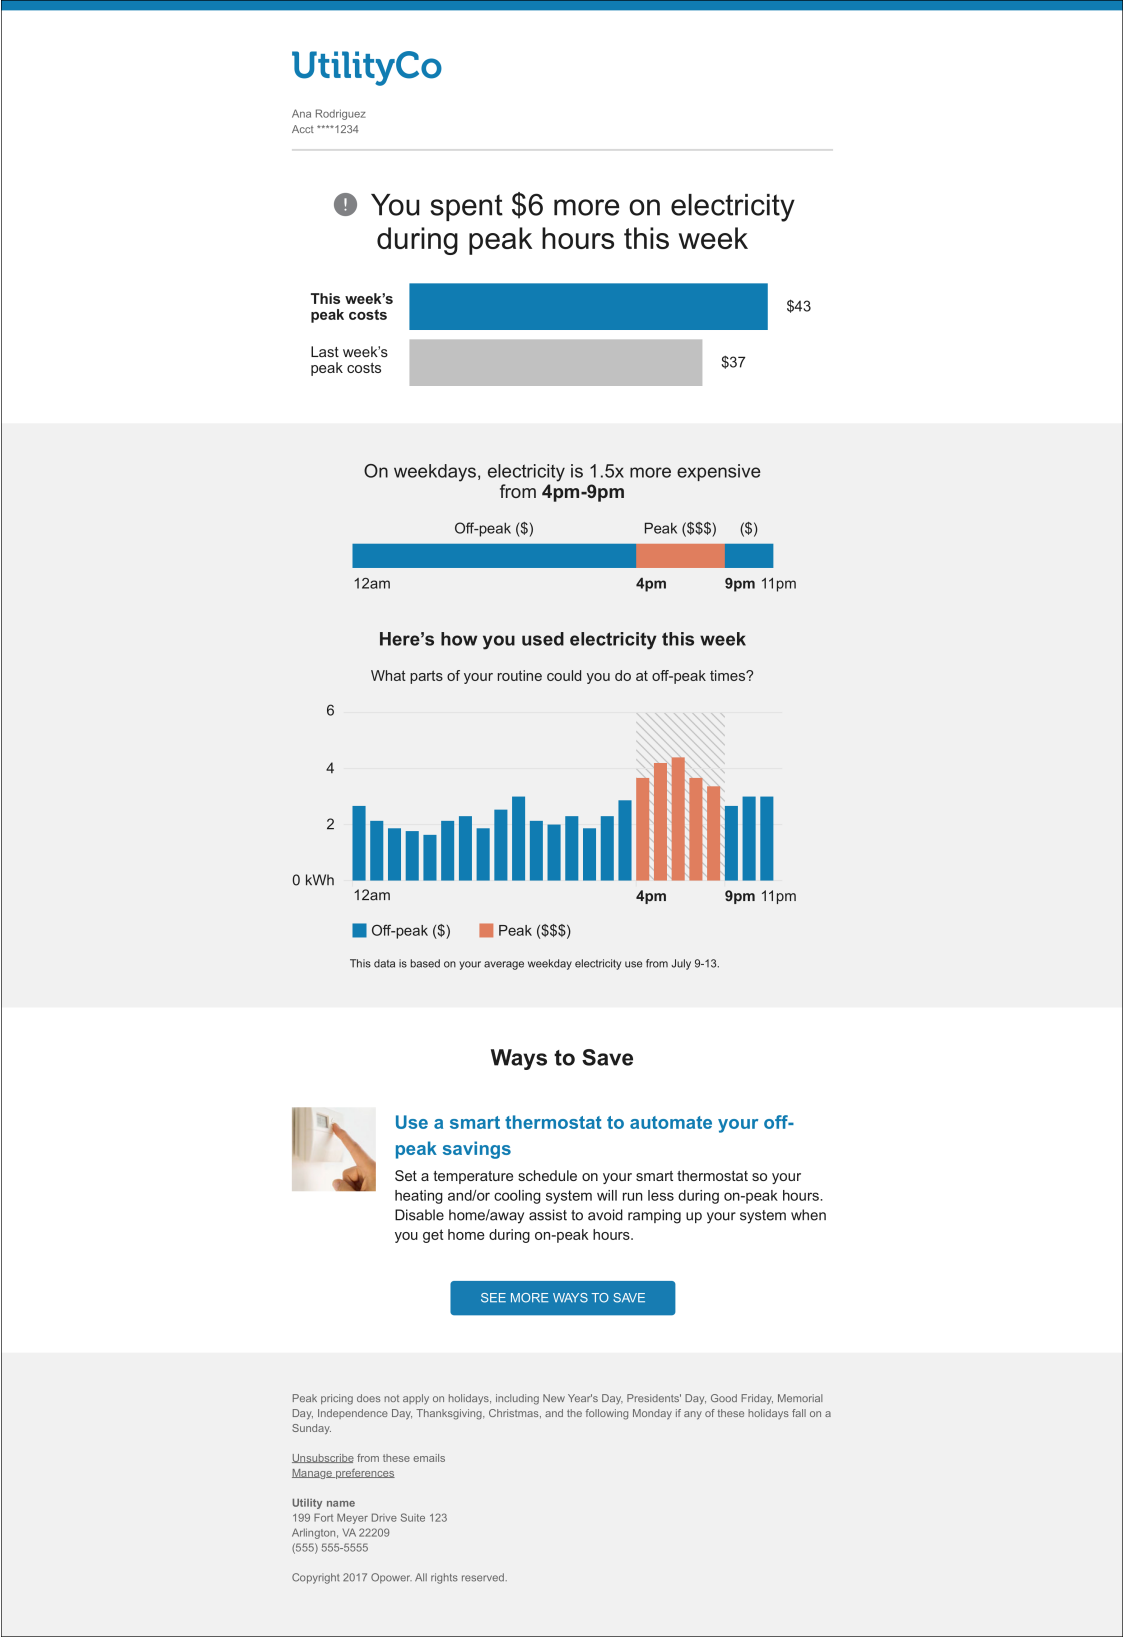 UtilityCo
Ana Rodriguez
Acct ****1234
! You spent $6 more on electricity
during peak hours this week
This week's
peak costs
$43
Last week's
peak costs
$37
On weekdays, electricity is 1.5x more expensive
from 4pm-9pm
Off-peak ($) Peak ($$$) ($)
12am 4pm 9pm 11pm
Here's how you used electricity this week
What parts of your routine could you do at off-peak times?
6
4
2
0 kWh
12am 4pm 9pm 11pm
Off-peak ($) Peak ($$$)
This data is based on your average weekday electricity use from July 9-13.
Ways to Save
Use a smart thermostat to automate your off-
peak savings
Set a temperature schedule on your smart thermostat so your
heating and/or cooling system will run less during on-peak hours.
Disable home/away assist to avoid ramping up your system when
you get home during on-peak hours.
SEE MORE WAYS TO SAVE
Peak pricing does not apply on holidays, including New Year's Day, Presidents' Day, Good Friday, Memorial
Day, Independence Day, Thanksgiving, Christmas, and the following Monday if any of these holidays fall on a
Sunday.
Unsubscribe from these emails
Manage preferences
Utility name
199 Fort Meyer Drive Suite 123
Arlington, VA 22209
(555) 555-5555
Copyright 2017 Opower. All rights reserved.